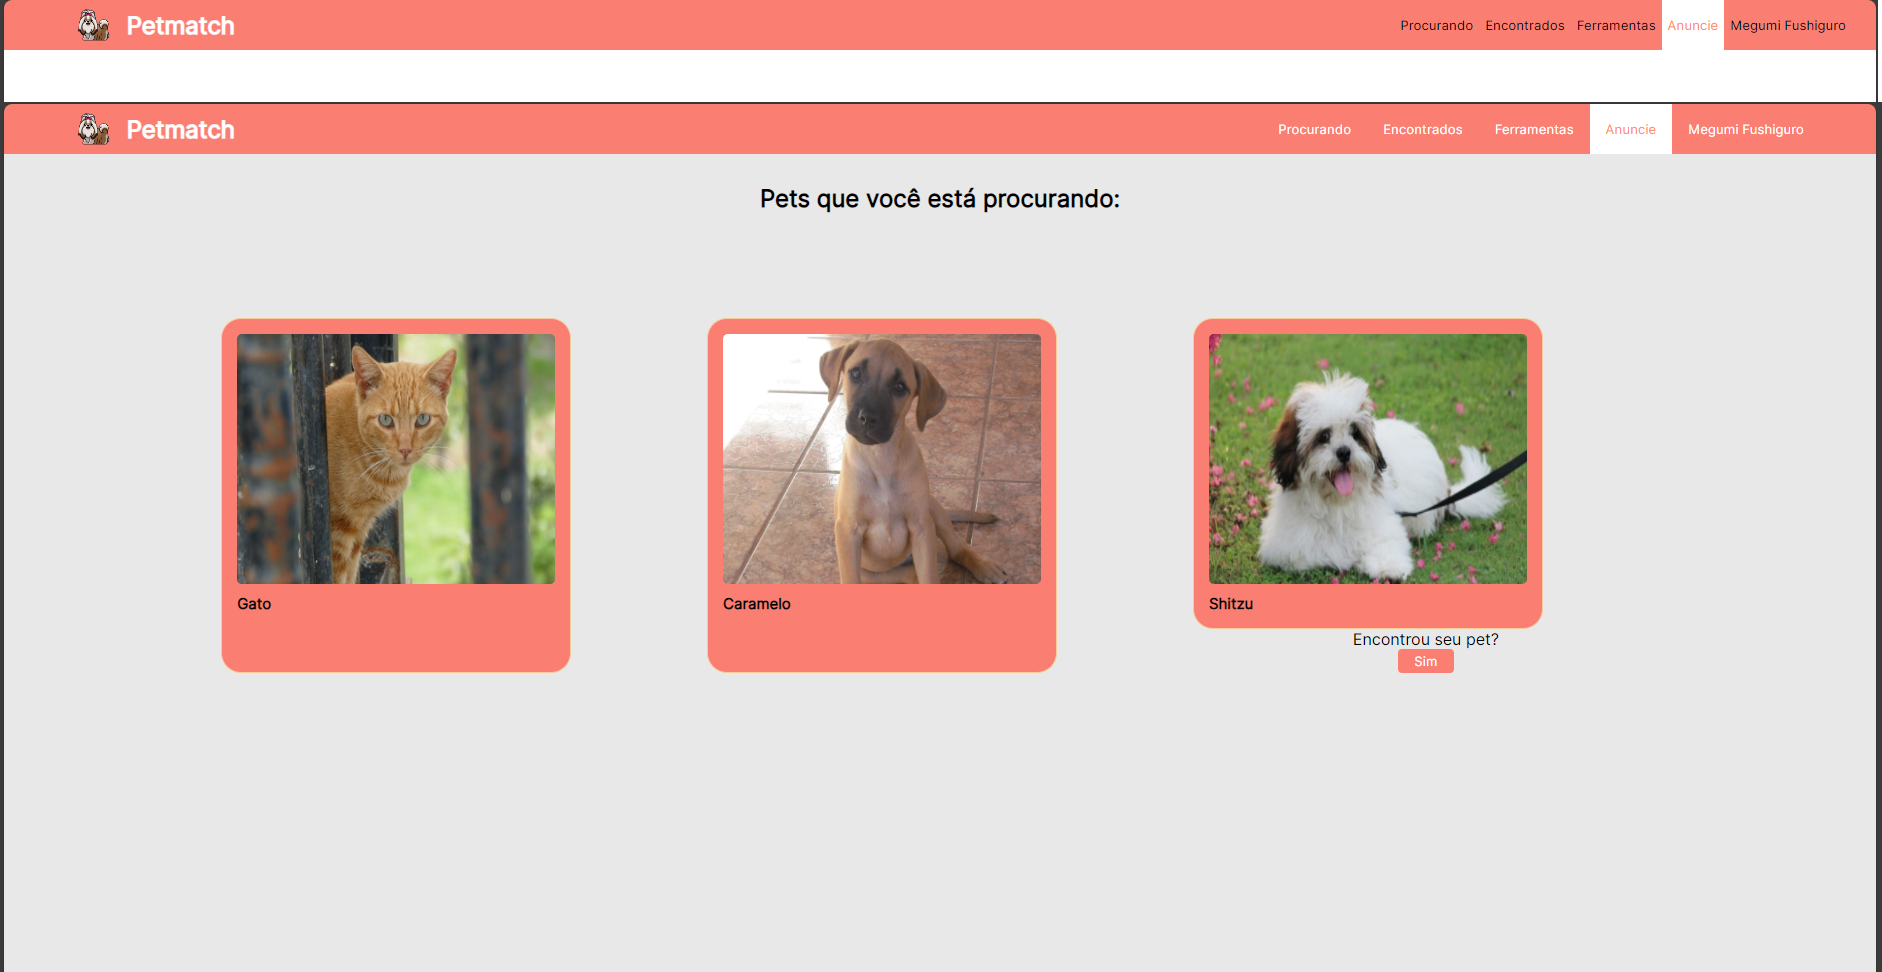 Petmatch
Procurando Encontrados Ferramentas Anuncie Megumi Fushiguro
Petmatch
Procurando Encontrados Ferramentas Anuncie Megumi Fushiguro
Pets que você está procurando:
Gato
Caramelo
Shitzu
Encontrou seu pet?
Sim